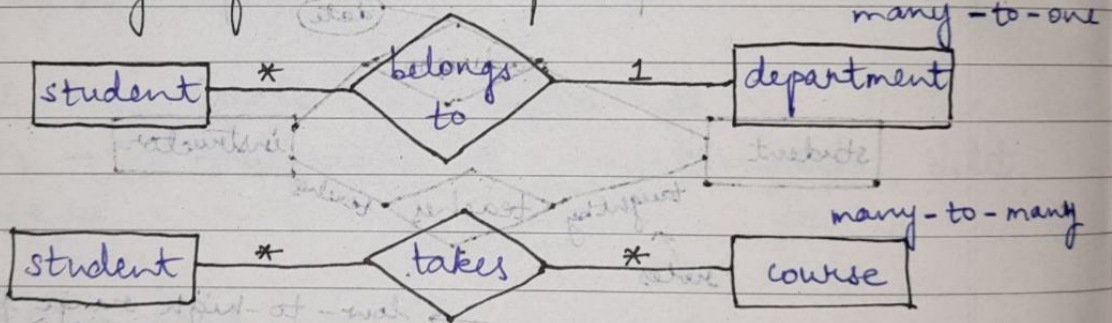 many-to-one
student * belongs to 1 department
many-to-many
student * takes * course